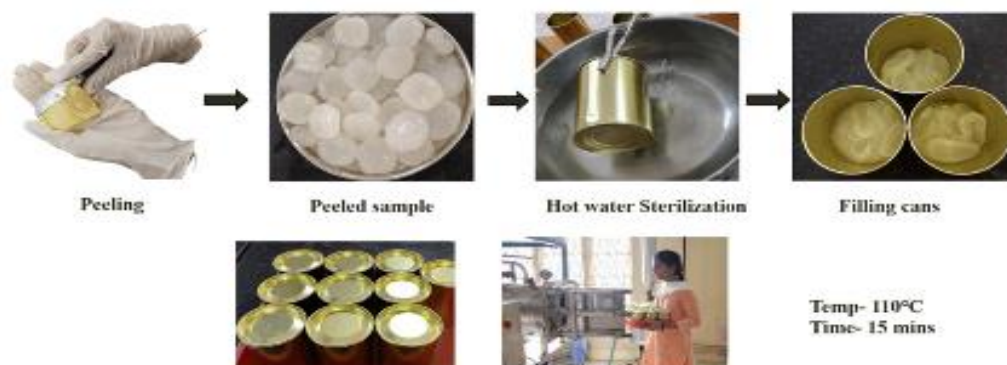 Peeling
Peeled sample
Hot water Sterilization
Filling cans
Temp- 110°C
Time- 15 mins